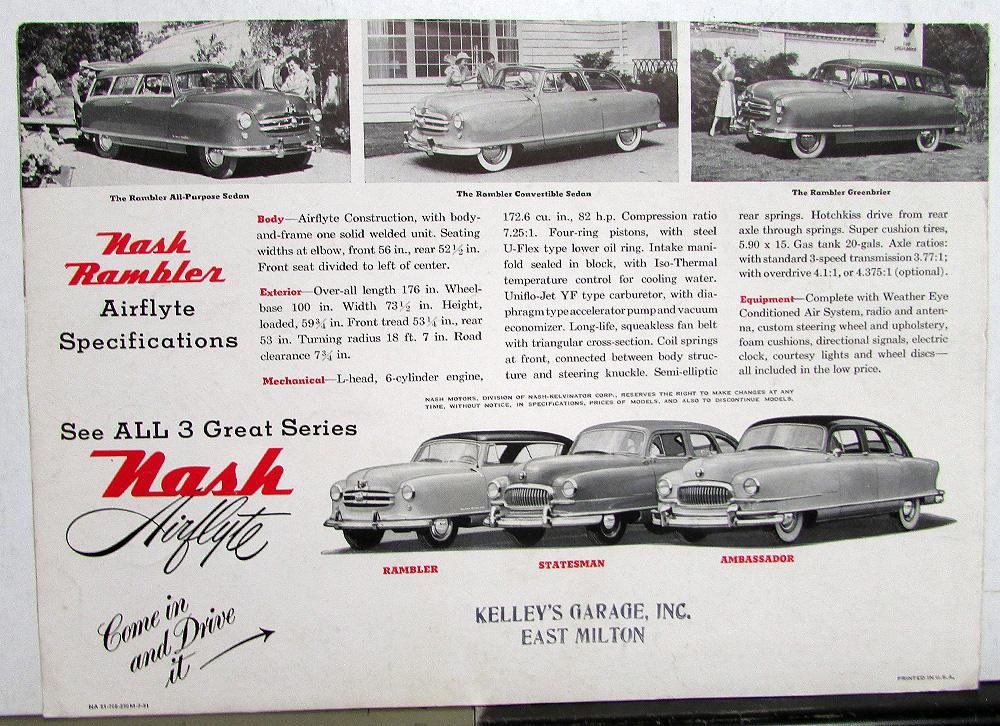 The Rambler All-Purpose Sedan
The Rambler Convertible Sedan
The Rambler Greenbrier
Nash
Rambler
Airflyte
Specifications
Body—Airflyte Construction, with body-
and-frame one solid welded unit. Seating
widths at elbow, front 56 in., rear 52½ in.
Front seat divided to left of center.
Exterior—Over-all length 176 in. Wheel-
base 100 in. Width 73½ in. Height,
loaded, 59¾ in. Front tread 53¼ in., rear
53 in. Turning radius 18 ft. 7 in. Road
clearance 7¾ in.
Mechanical—L-head, 6-cylinder engine,
172.6 cu. in., 82 h.p. Compression ratio
7.25:1. Four-ring pistons, with steel
U-Flex type lower oil ring. Intake mani-
fold sealed in block, with Iso-Thermal
temperature control for cooling water.
Uniflo-Jet YF type carburetor, with dia-
phragm type accelerator pump and vacuum
economizer. Long-life, squeakless fan belt
with triangular cross-section. Coil springs
at front, connected between body struc-
ture and steering knuckle. Semi-elliptic
rear springs. Hotchkiss drive from rear
axle through springs. Super cushion tires,
5.90 x 15. Gas tank 20-gals. Axle ratios:
with standard 3-speed transmission 3.77:1;
with overdrive 4.1:1, or 4.375:1 (optional).
Equipment—Complete with Weather Eye
Conditioned Air System, radio and anten-
na, custom steering wheel and upholstery,
foam cushions, directional signals, electric
clock, courtesy lights and wheel discs—
all included in the low price.
NASH MOTORS, DIVISION OF NASH-KELVINATOR CORP., RESERVES THE RIGHT TO MAKE CHANGES AT ANY
TIME, WITHOUT NOTICE, IN SPECIFICATIONS, PRICES OF MODELS, AND ALSO TO DISCONTINUE MODELS.
See ALL 3 Great Series
Nash
Airflyte
RAMBLER
STATESMAN
AMBASSADOR
Come in
and Drive
it
KELLEY'S GARAGE, INC.
EAST MILTON
PRINTED IN U.S.A.